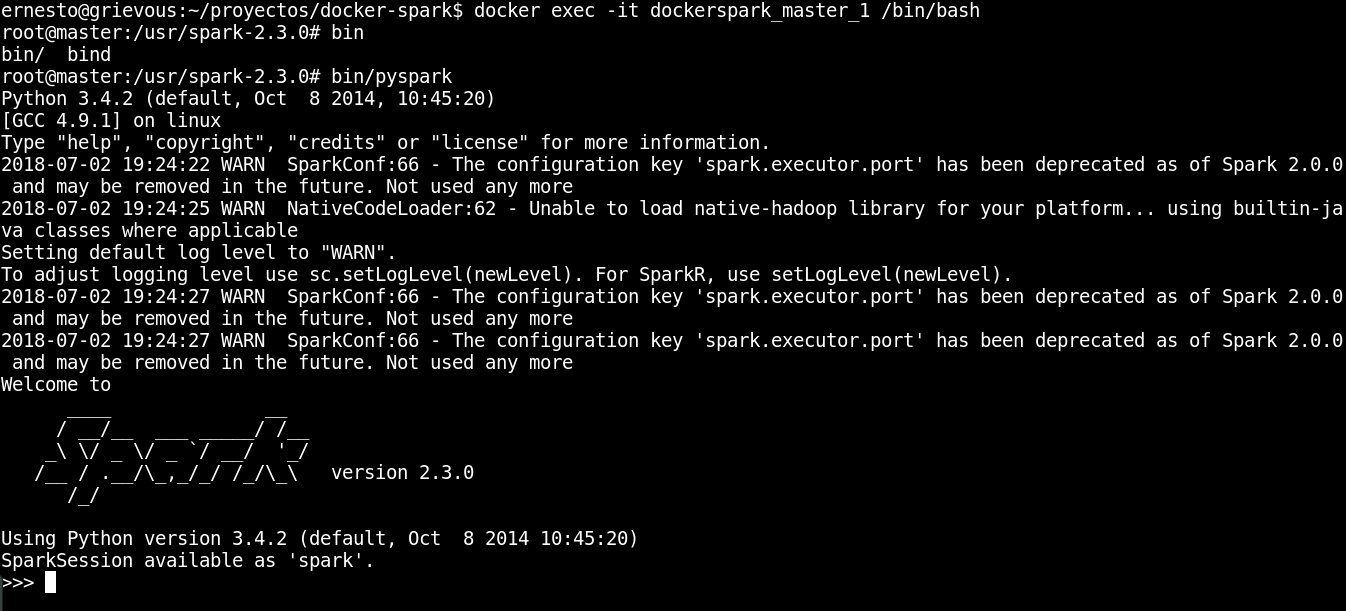 ernesto@grievous:~/proyectos/docker-spark$ docker exec -it dockerspark_master_1 /bin/bash
root@master:/usr/spark-2.3.0# bin
bin/  bind
root@master:/usr/spark-2.3.0# bin/pyspark
Python 3.4.2 (default, Oct  8 2014, 10:45:20)
[GCC 4.9.1] on linux
Type "help", "copyright", "credits" or "license" for more information.
2018-07-02 19:24:22 WARN  SparkConf:66 - The configuration key 'spark.executor.port' has been deprecated as of Spark 2.0.0
 and may be removed in the future. Not used any more
2018-07-02 19:24:25 WARN  NativeCodeLoader:62 - Unable to load native-hadoop library for your platform... using builtin-ja
va classes where applicable
Setting default log level to "WARN".
To adjust logging level use sc.setLogLevel(newLevel). For SparkR, use setLogLevel(newLevel).
2018-07-02 19:24:27 WARN  SparkConf:66 - The configuration key 'spark.executor.port' has been deprecated as of Spark 2.0.0
 and may be removed in the future. Not used any more
2018-07-02 19:24:27 WARN  SparkConf:66 - The configuration key 'spark.executor.port' has been deprecated as of Spark 2.0.0
 and may be removed in the future. Not used any more
Welcome to
      ____              __
     / __/__  ___ _____/ /__
    _\ \/ _ \/ _ `/ __/  '_/
   /__ / .__/\_,_/_/ /_/\_\   version 2.3.0
      /_/

Using Python version 3.4.2 (default, Oct  8 2014 10:45:20)
SparkSession available as 'spark'.
>>>